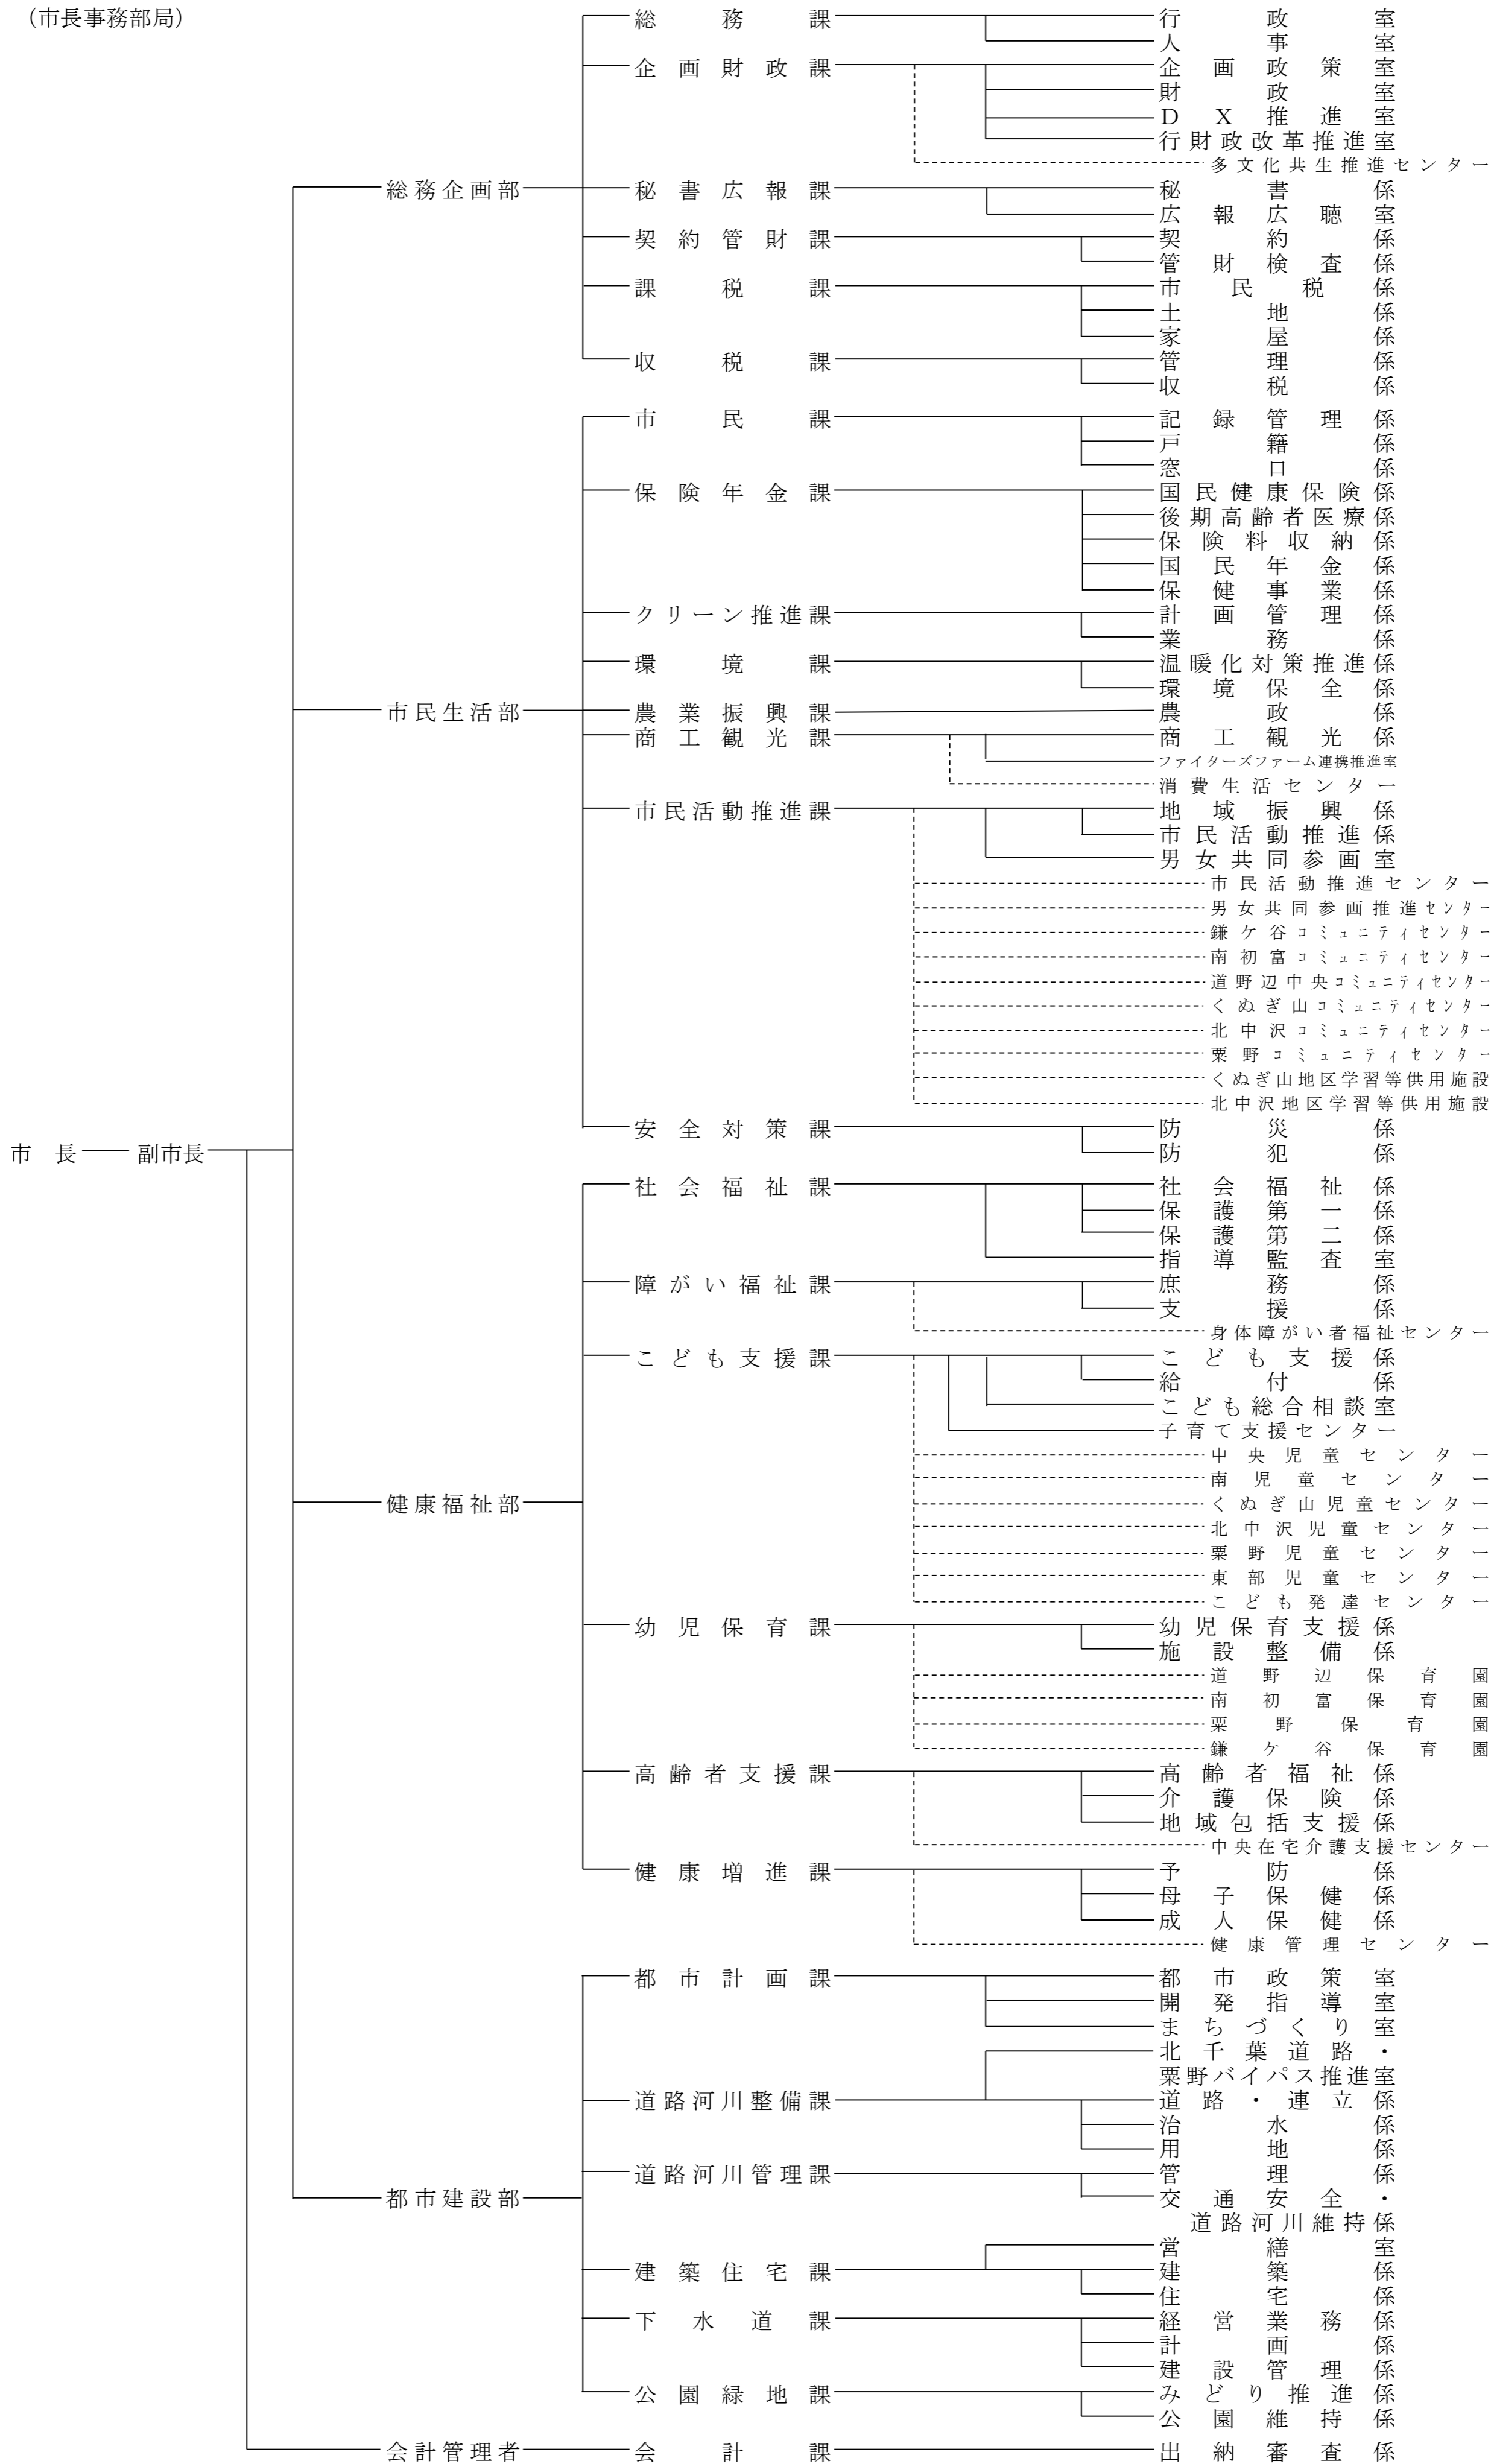 （市長事務部局）
総務課 行政室
人事室
企画財政課 企画政策室
財政室
ＤＸ推進室
行財政改革推進室
多文化共生推進センター
総務企画部 秘書広報課 秘書係
広報広聴室
契約管財課 契約係
管財検査係
課税課 市民税係
土地係
家屋係
収税課 管理係
収税係
市民課 記録管理係
戸籍係
窓口係
保険年金課 国民健康保険係
後期高齢者医療係
保険料収納係
国民年金係
保健事業係
クリーン推進課 計画管理係
業務係
環境課 温暖化対策推進係
環境保全係
市民生活部 農業振興課 農政係
商工観光課 商工観光係
ファイターズファーム連携推進室
消費生活センター
市民活動推進課 地域振興係
市民活動推進係
男女共同参画室
市民活動推進センター
男女共同参画推進センター
鎌ケ谷コミュニティセンター
南初富コミュニティセンター
道野辺中央コミュニティセンター
くぬぎ山コミュニティセンター
北中沢コミュニティセンター
粟野コミュニティセンター
くぬぎ山地区学習等供用施設
北中沢地区学習等供用施設
安全対策課 防災係
市長 副市長 防犯係
社会福祉課 社会福祉係
保護第一係
保護第二係
指導監査室
障がい福祉課 庶務係
支援係
身体障がい者福祉センター
こども支援課 こども支援係
給付係
こども総合相談室
子育て支援センター
中央児童センター
南児童センター
健康福祉部 くぬぎ山児童センター
北中沢児童センター
粟野児童センター
東部児童センター
こども発達センター
幼児保育課 幼児保育支援係
施設整備係
道野辺保育園
南初富保育園
粟野保育園
鎌ケ谷保育園
高齢者支援課 高齢者福祉係
介護保険係
地域包括支援係
中央在宅介護支援センター
健康増進課 予防係
母子保健係
成人保健係
健康管理センター
都市計画課 都市政策室
開発指導室
まちづくり室
北千葉道路・
粟野バイパス推進室
道路河川整備課 道路・連立係
治水係
用地係
道路河川管理課 管理係
都市建設部 交通安全・
道路河川維持係
営繕室
建築住宅課 建築係
住宅係
下水道課 経営業務係
計画係
建設管理係
公園緑地課 みどり推進係
公園維持係
会計管理者 会計課 出納審査係